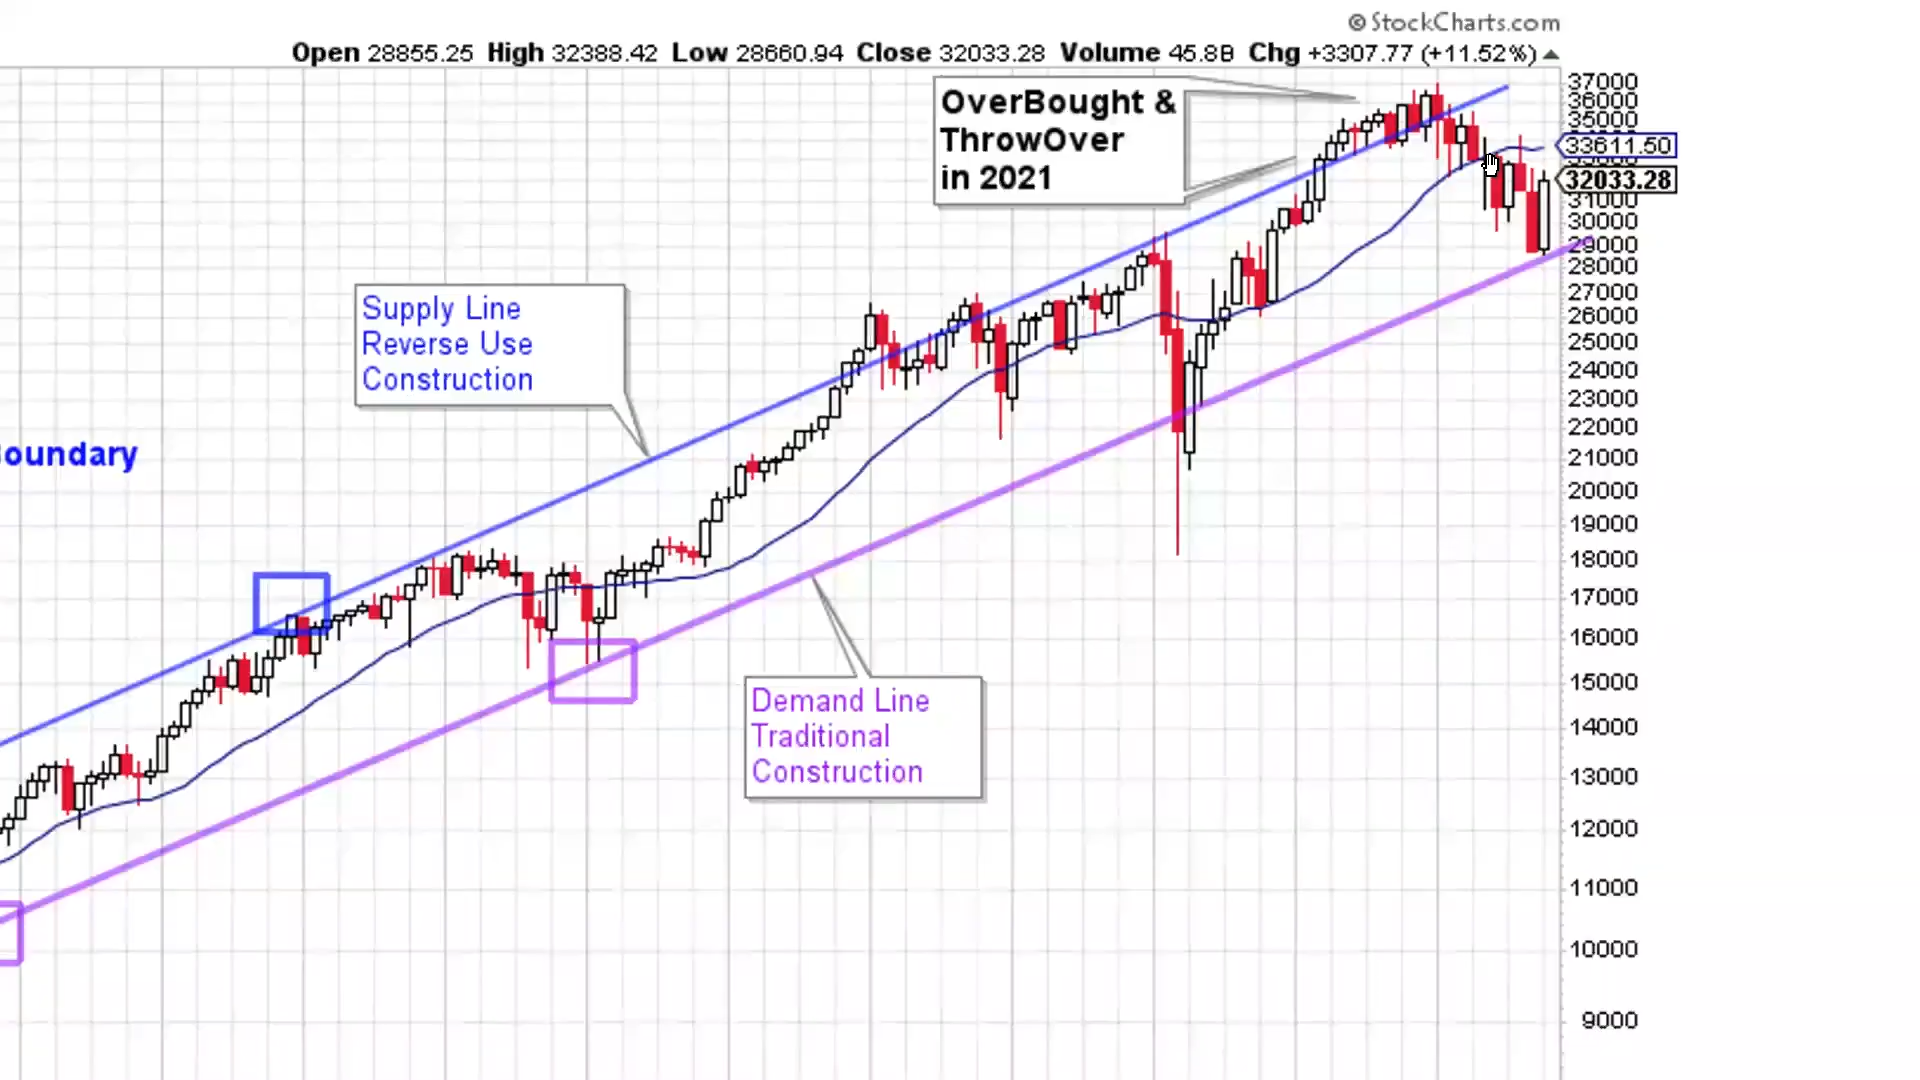 © StockCharts.com
Open 28855.25 High 32388.42 Low 28660.94 Close 32033.28 Volume 45.8B Chg +3307.77 (+11.52%)
OverBought &
ThrowOver
in 2021
37000
36000
35000
33611.50
32033.28
31000
30000
29000
28000
27000
26000
25000
24000
23000
22000
21000
20000
19000
18000
17000
16000
15000
14000
13000
12000
11000
10000
9000
Supply Line
Reverse Use
Construction
oundary
Demand Line
Traditional
Construction